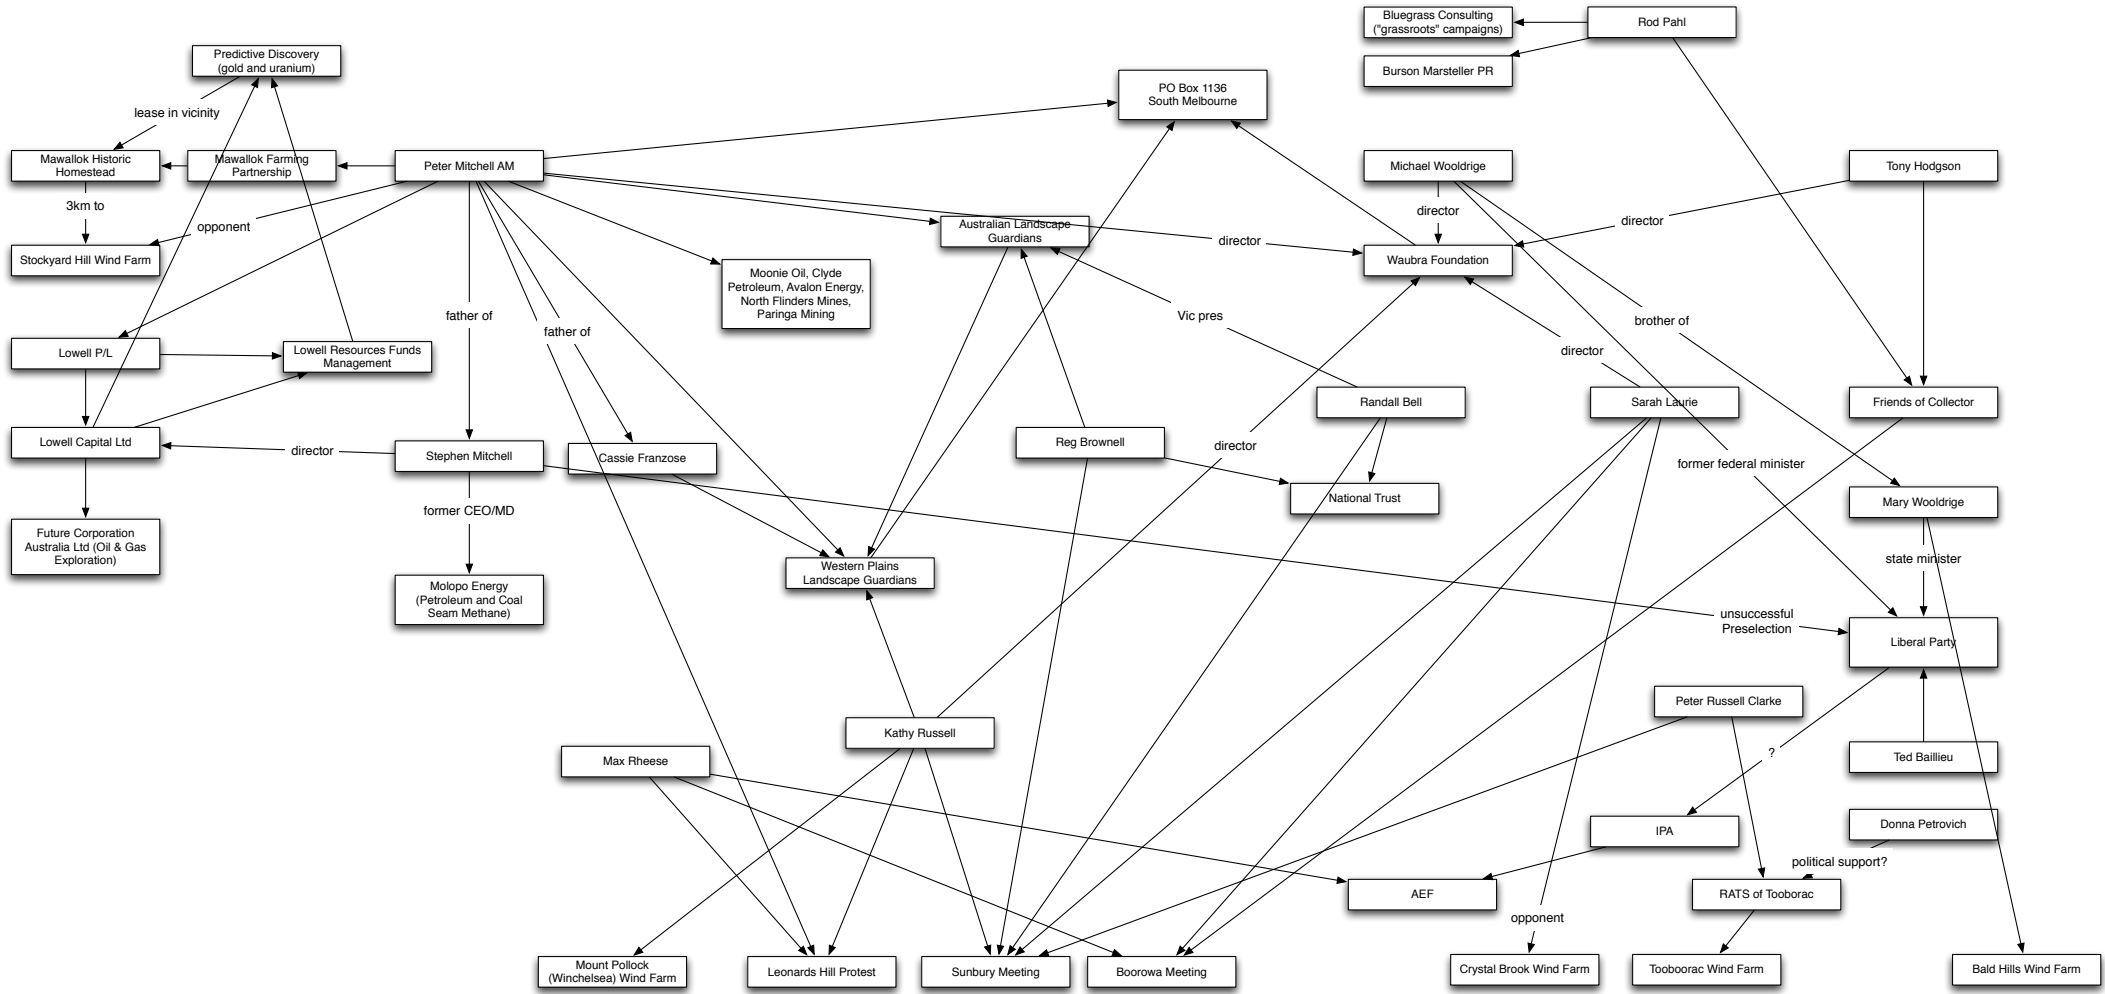 Bluegrass Consulting
("grassroots" campaigns)
Rod Pahl
Predictive Discovery
(gold and uranium)
Burson Marsteller PR
PO Box 1136
South Melbourne
lease in vicinity
Mawallok Historic
Homestead
Mawallok Farming
Partnership
Peter Mitchell AM
Michael Wooldrige
Tony Hodgson
3km to
opponent
director
director
director
Australian Landscape
Guardians
Stockyard Hill Wind Farm
Waubra Foundation
Moonie Oil, Clyde
Petroleum, Avalon Energy,
North Flinders Mines,
Paringa Mining
father of
father of
Vic pres
brother of
director
Lowell P/L
Lowell Resources Funds
Management
Randall Bell
Sarah Laurie
Friends of Collector
Lowell Capital Ltd
director
Stephen Mitchell
Cassie Franzose
Reg Brownell
director
former federal minister
National Trust
Mary Wooldrige
former CEO/MD
Future Corporation
Australia Ltd (Oil & Gas
Exploration)
state minister
Western Plains
Landscape Guardians
Molopo Energy
(Petroleum and Coal
Seam Methane)
unsuccessful
Preselection
Liberal Party
Peter Russell Clarke
Kathy Russell
Max Rheese
?
Ted Baillieu
IPA
Donna Petrovich
political support?
AEF
RATS of Tooborac
opponent
Mount Pollock
(Winchelsea) Wind Farm
Leonards Hill Protest
Sunbury Meeting
Boorowa Meeting
Crystal Brook Wind Farm
Tooboorac Wind Farm
Bald Hills Wind Farm